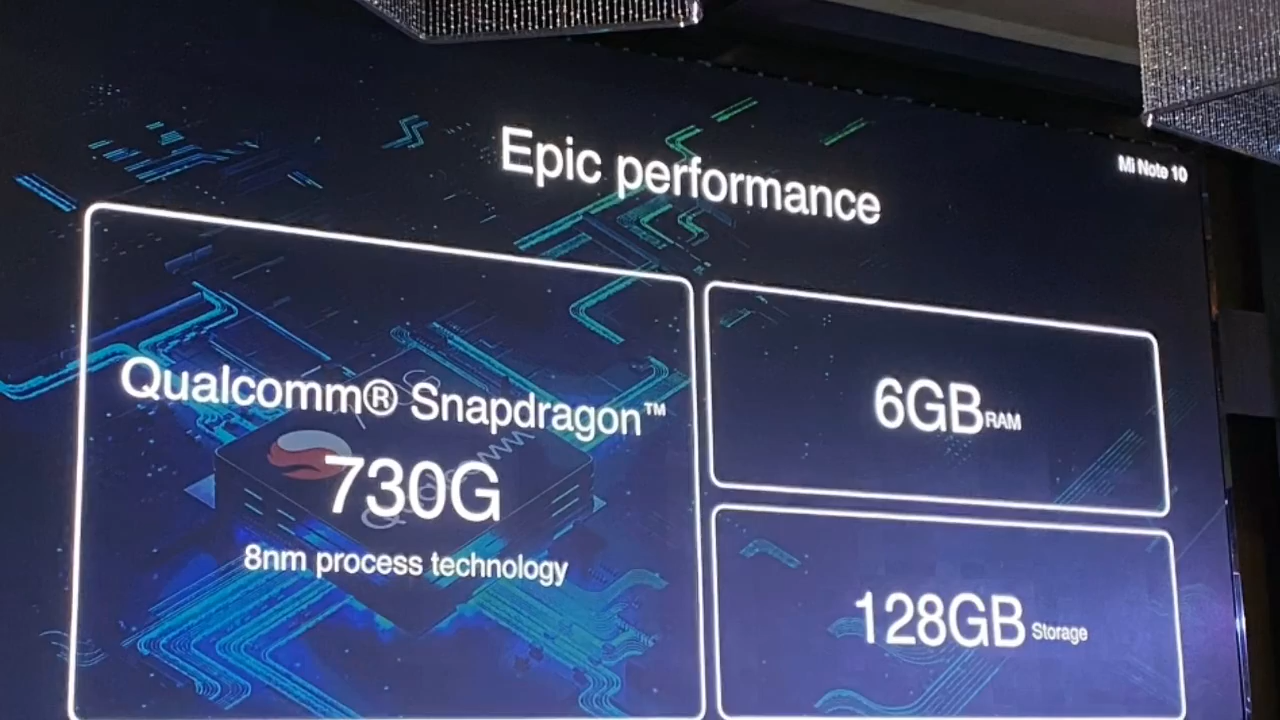 Epic performance
Mi Note 10
Qualcomm® Snapdragon™
730G
8nm process technology
6GB RAM
128GB Storage